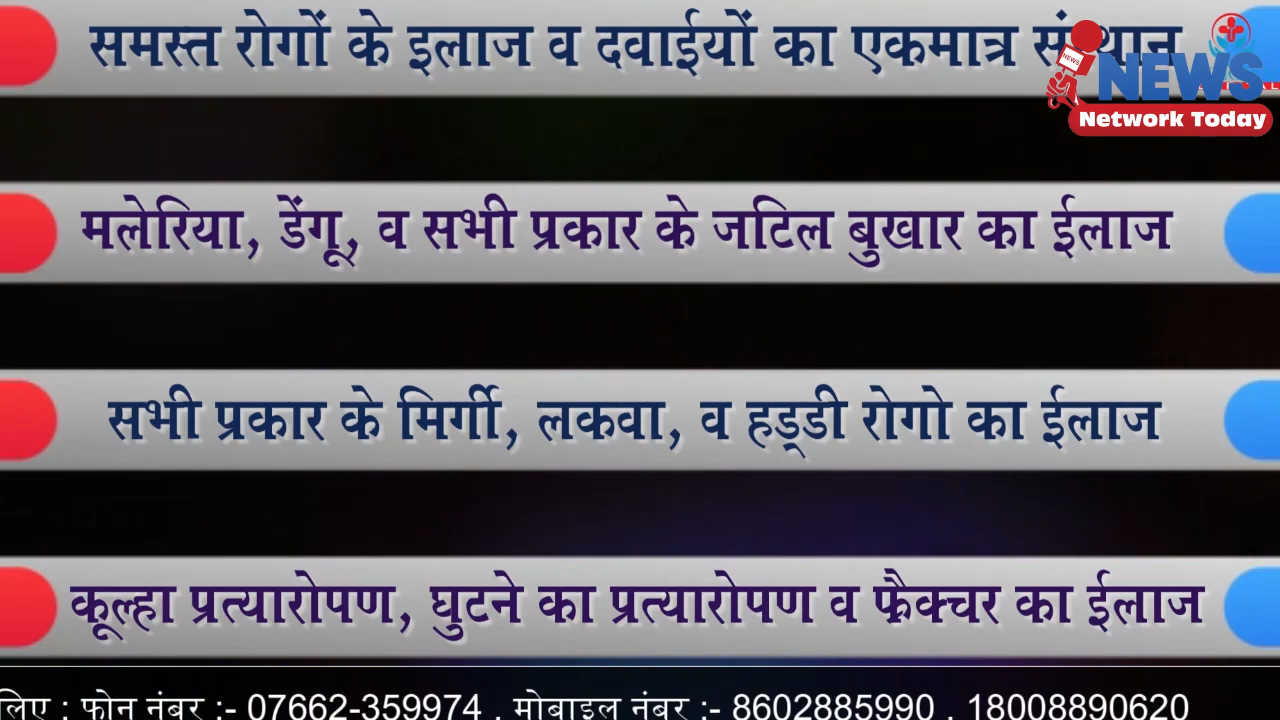 समस्त रोगों के इलाज व दवाईयों का एकमात्र संस्थान
NEWS
NEWS
Network Today
मलेरिया, डेंगू, व सभी प्रकार के जटिल बुखार का ईलाज
सभी प्रकार के मिर्गी, लकवा, व हड्डी रोगो का ईलाज
कूल्हा प्रत्यारोपण, घुटने का प्रत्यारोपण व फ्रैक्चर का ईलाज
लिए : फोन नंबर :- 07662-359974 , मोबाइल नंबर :- 8602885990 , 18008890620